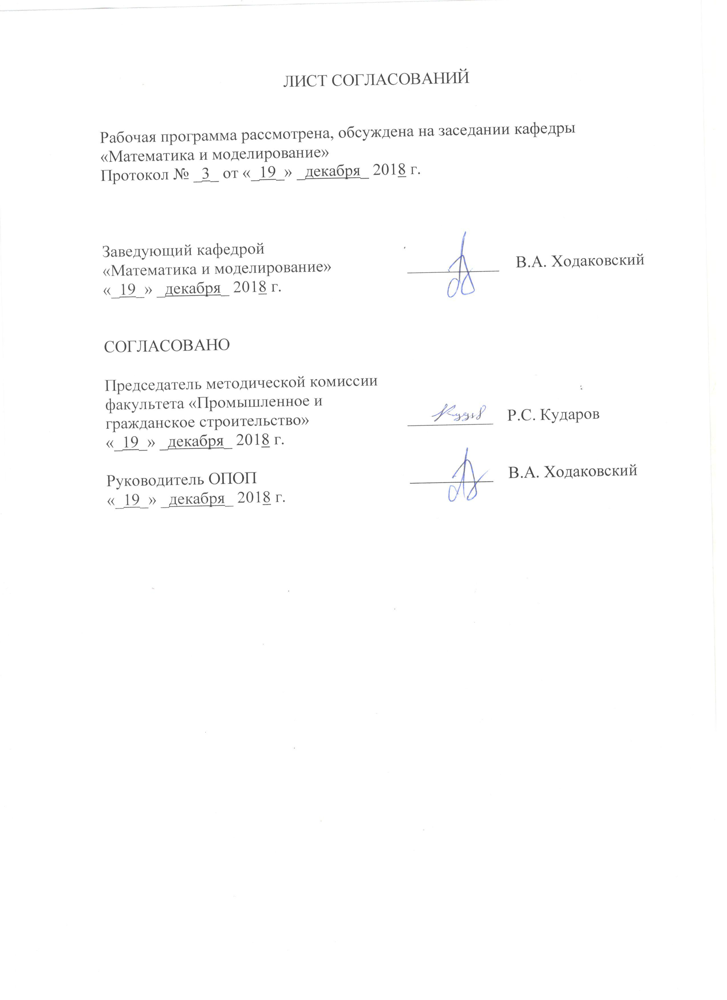 ЛИСТ СОГЛАСОВАНИЙ
Рабочая программа рассмотрена, обсуждена на заседании кафедры
«Математика и моделирование»
Протокол № _3_ от «_19_» _декабря_ 2018 г.
Заведующий кафедрой
«Математика и моделирование» ___________ В.А. Ходаковский
«_19_» _декабря_ 2018 г.
СОГЛАСОВАНО
Председатель методической комиссии
факультета «Промышленное и
гражданское строительство» __________ Р.С. Кударов
«_19_» _декабря_ 2018 г.
Руководитель ОПОП __________ В.А. Ходаковский
«_19_» _декабря_ 2018 г.